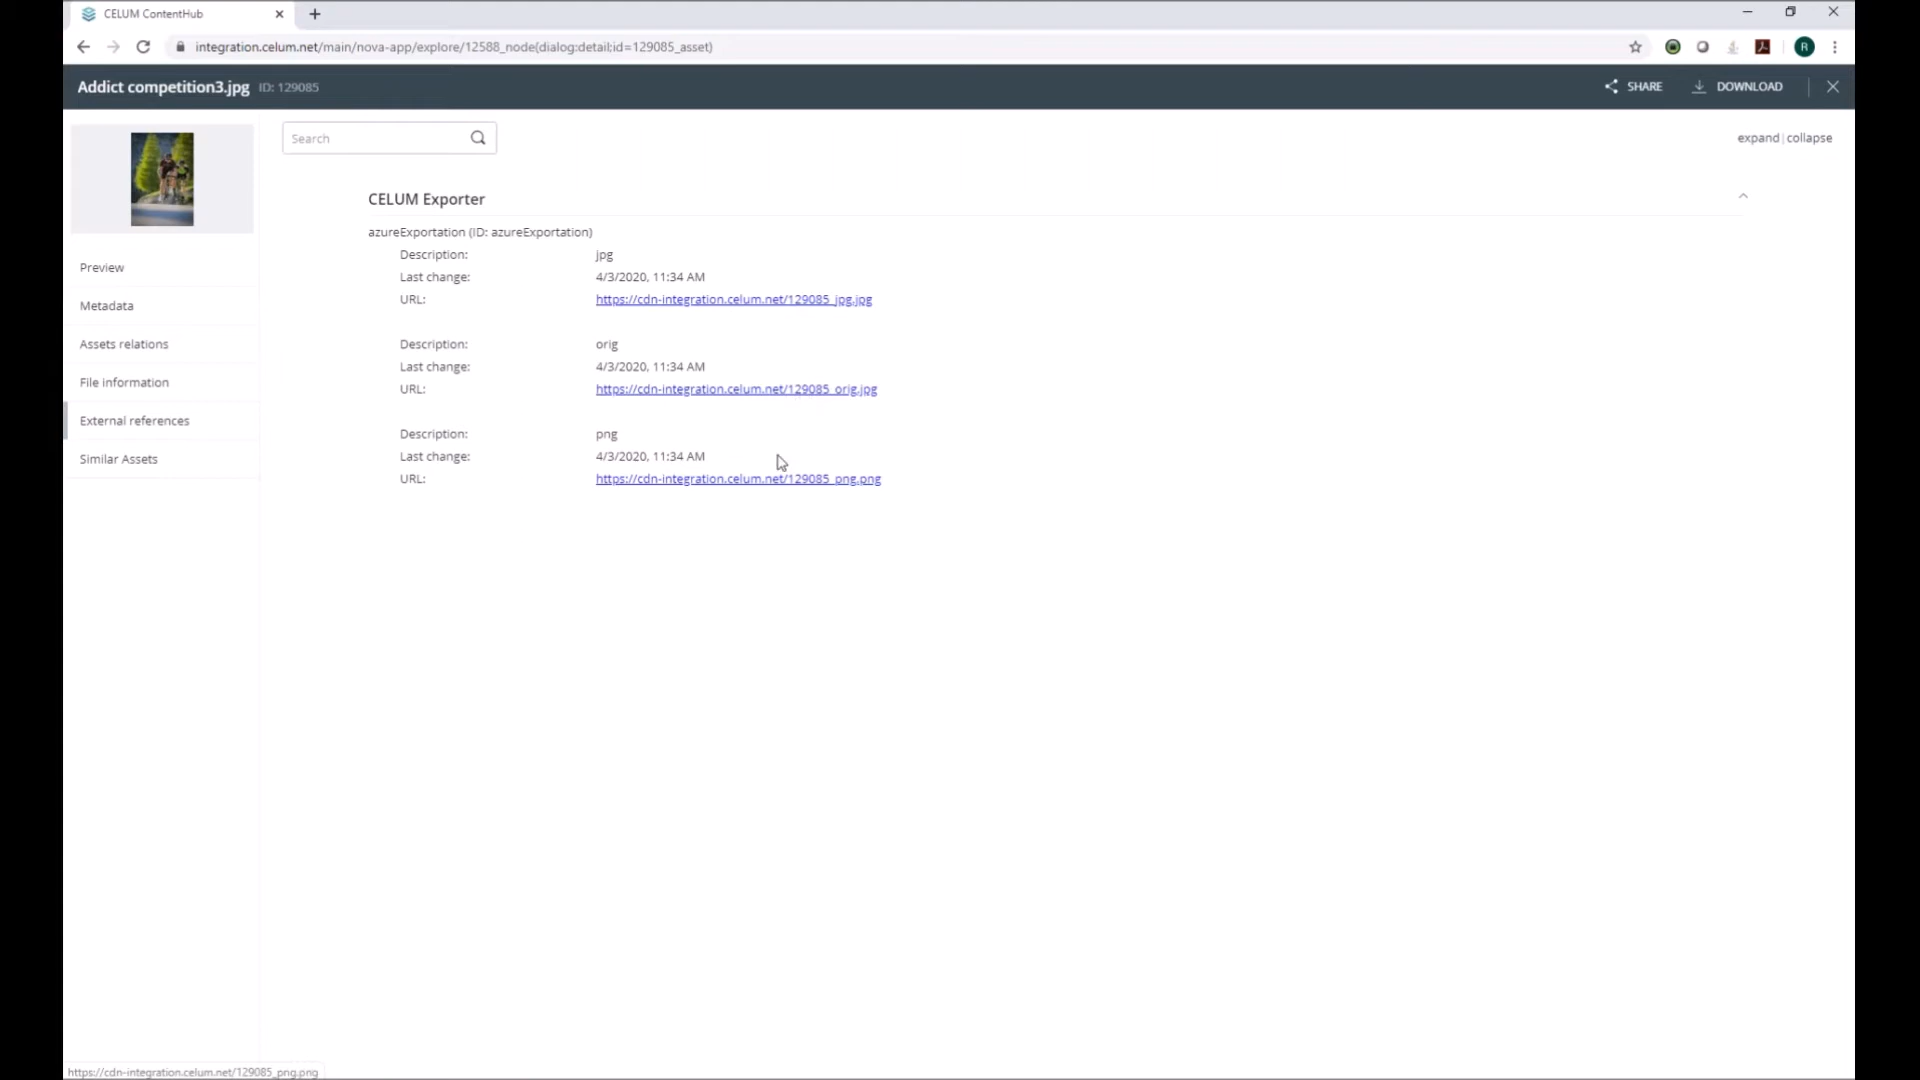 CELUM ContentHub
integration.celum.net/main/nova-app/explore/12588_node(dialog:detail;id=129085_asset)
R
Addict competition3.jpg ID: 129085
SHARE
DOWNLOAD
Search
expand | collapse
Preview
Metadata
Assets relations
File information
External references
Similar Assets
CELUM Exporter
azureExportation (ID: azureExportation)
Description: jpg
Last change: 4/3/2020, 11:34 AM
URL: https://cdn-integration.celum.net/129085_jpg.jpg
Description: orig
Last change: 4/3/2020, 11:34 AM
URL: https://cdn-integration.celum.net/129085_orig.jpg
Description: png
Last change: 4/3/2020, 11:34 AM
URL: https://cdn-integration.celum.net/129085_png.png
https://cdn-integration.celum.net/129085_png.png